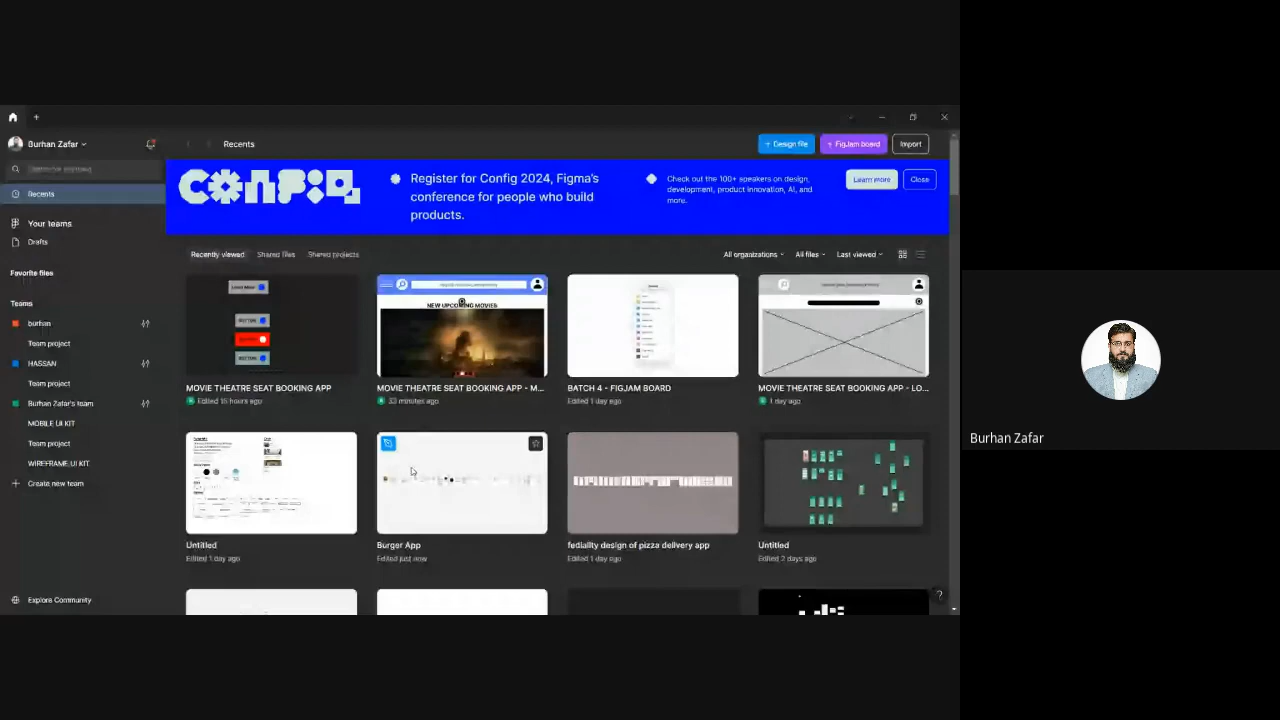 Burhan Zafar
Recents
+ Design file
+ FigJam board
Import
Recents
CONFIG
Register for Config 2024, Figma's
conference for people who build
products.
Check out the 100+ speakers on design,
development, product innovation, AI, and
more.
Learn more
Close
Your teams
Drafts
Recently viewed
Shared files
Shared projects
All organizations
All files
Last viewed
Favorite files
Teams
burhan
Team project
HASSAN
Team project
Burhan Zafar's team
MOBILE UI KIT
Team project
WIREFRAME UI KIT
Create new team
NEW UPCOMING MOVIES
MOVIE THEATRE SEAT BOOKING APP
Edited 15 hours ago
MOVIE THEATRE SEAT BOOKING APP - M...
33 minutes ago
BATCH 4 - FIGJAM BOARD
Edited 1 day ago
MOVIE THEATRE SEAT BOOKING APP - LO...
1 day ago
Untitled
Edited 1 day ago
Burger App
Edited just now
fediality design of pizza delivery app
Edited 1 day ago
Untitled
Edited 2 days ago
Explore Community
?
Burhan Zafar